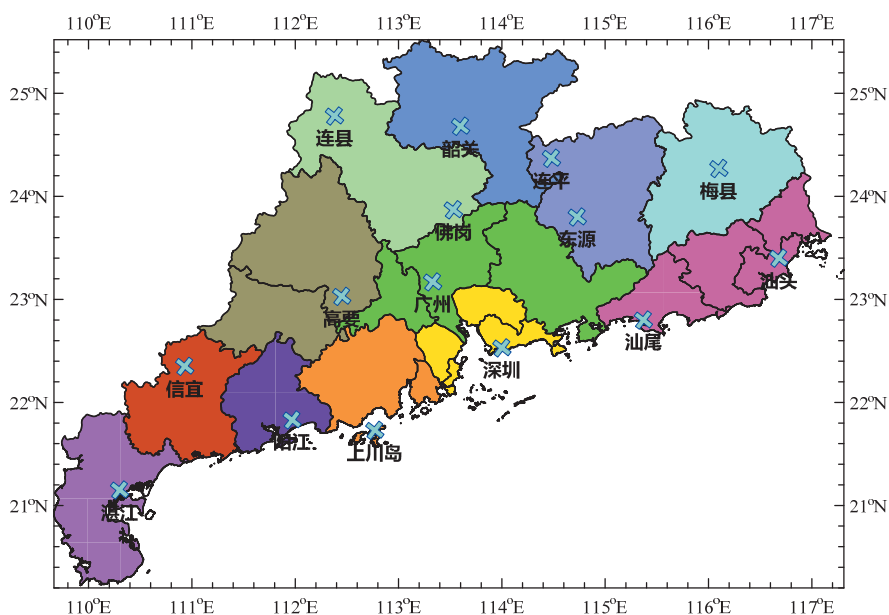 110°E 111°E 112°E 113°E 114°E 115°E 116°E 117°E
25°N 25°N
连县
韶关
连平
梅县
24°N 24°N
佛岗
东源
汕头
23°N 23°N
高要
广州
汕尾
深圳
信宜
22°N 22°N
阳江
上川岛
21°N 21°N
湛江
110°E 111°E 112°E 113°E 114°E 115°E 116°E 117°E